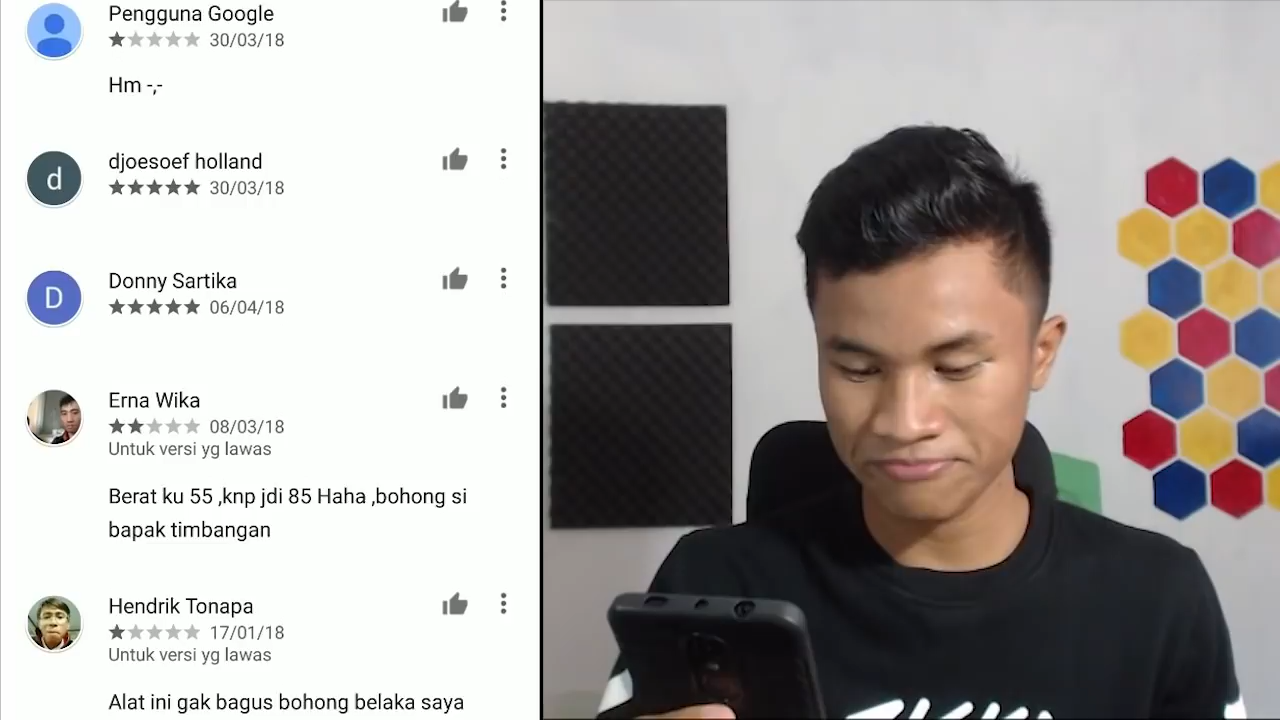 Pengguna Google
30/03/18
Hm -,-
d
djoesoef holland
30/03/18
D
Donny Sartika
06/04/18
Erna Wika
08/03/18
Untuk versi yg lawas
Berat ku 55 ,knp jdi 85 Haha ,bohong si
bapak timbangan
Hendrik Tonapa
17/01/18
Untuk versi yg lawas
Alat ini gak bagus bohong belaka saya